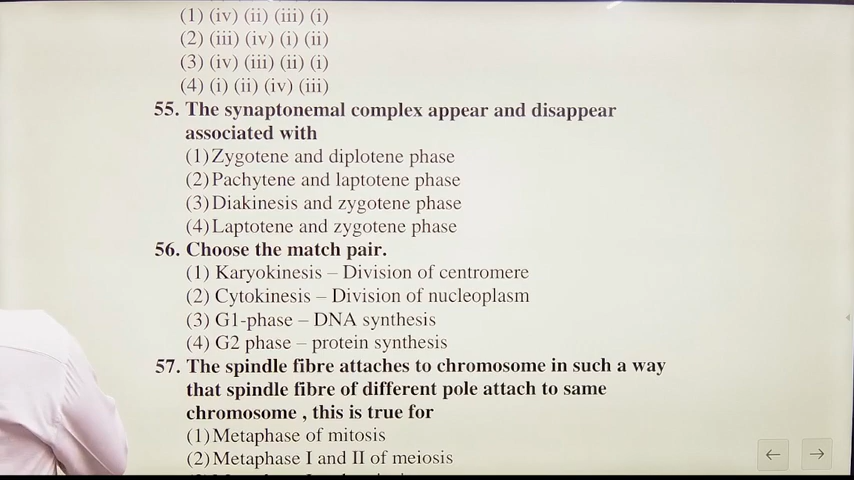 (1) (iv) (ii) (iii) (i)
(2) (iii) (iv) (i) (ii)
(3) (iv) (iii) (ii) (i)
(4) (i) (ii) (iv) (iii)
55. The synaptonemal complex appear and disappear
associated with
(1) Zygotene and diplotene phase
(2) Pachytene and laptotene phase
(3) Diakinesis and zygotene phase
(4) Laptotene and zygotene phase
56. Choose the match pair.
(1) Karyokinesis – Division of centromere
(2) Cytokinesis – Division of nucleoplasm
(3) G1-phase – DNA synthesis
(4) G2 phase – protein synthesis
57. The spindle fibre attaches to chromosome in such a way
that spindle fibre of different pole attach to same
chromosome , this is true for
(1) Metaphase of mitosis
(2) Metaphase I and II of meiosis